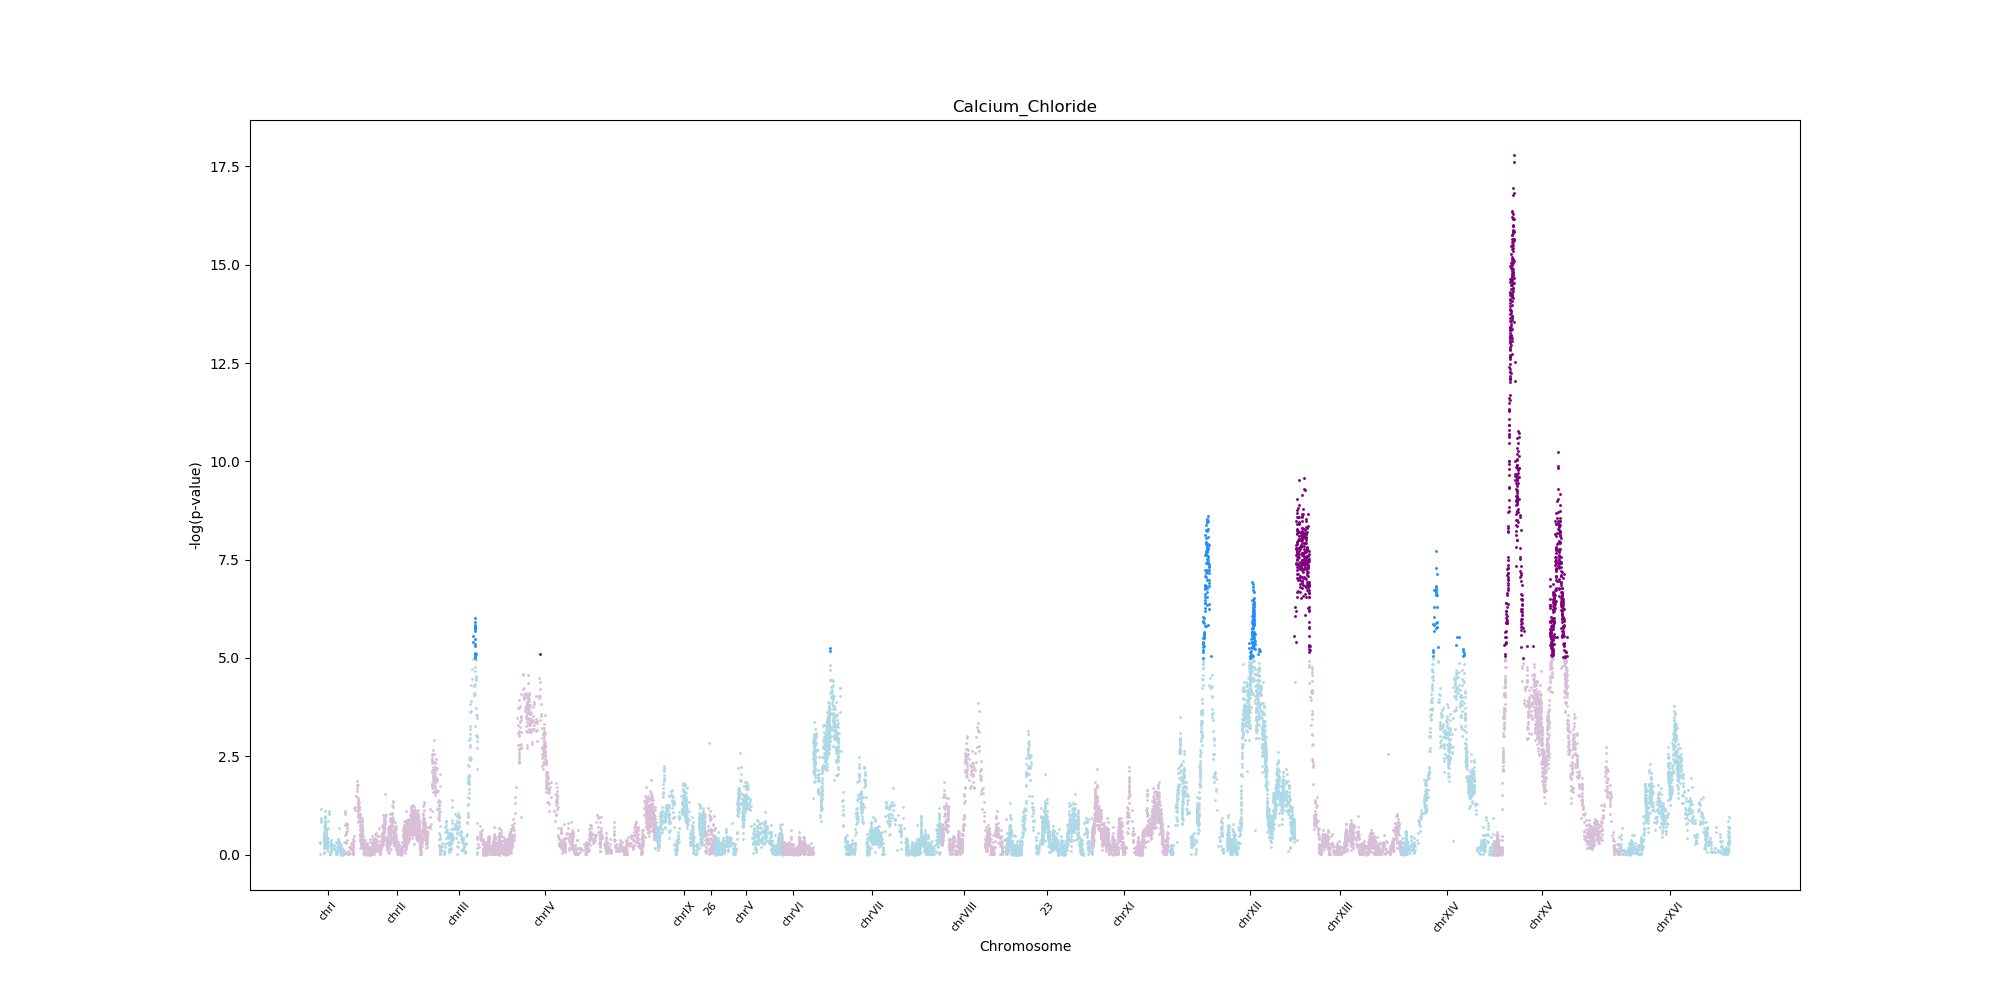 Calcium_Chloride
17.5
15.0
12.5
10.0
7.5
5.0
2.5
0.0
-log(p-value)
chrI
chrII
chrIII
chrIV
chrIX
26
chrV
chrVI
chrVII
chrVIII
23
chrXI
chrXII
chrXIII
chrXIV
chrXV
chrXVI
Chromosome